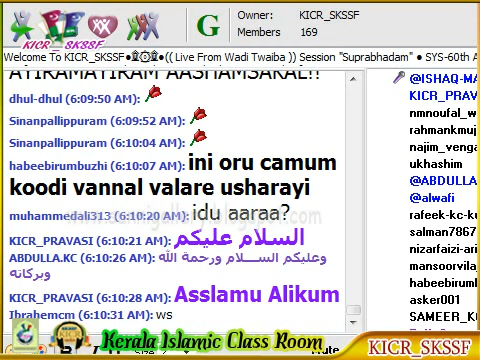 Owner: KICR_SKSSF
G
Members 169
KICR_SKSSF
Welcome To KICR_SKSSF (( Live From Wadi Twaiba )) Session "Suprabhadam" ● SYS-60th A
AYIRAMAYIRAM AASHAMSAKAL!!
dhul-dhul (6:09:50 AM):
Sinanpallippuram (6:09:52 AM):
Sinanpallippuram (6:10:04 AM):
habeebirumbuzhi (6:10:07 AM): ini oru camum
koodi vannal valare usharayi
muhammedali313 (6:10:20 AM): idu aaraa?
KICR_PRAVASI (6:10:21 AM): السلام عليكم
ABDULLA.KC (6:10:26 AM): وعليكم الســـلام ورحمة الله
وبركاته
KICR_PRAVASI (6:10:28 AM): Asslamu Alikum
Ibrahemcm (6:10:31 AM): ws
@ISHAQ-MA
KICR_PRAVA
nmnoufal_w
rahmankmuj
najim_venga
ukhashim
@ABDULLA
@alwafi
rafeek-kc-ku
salman7867
nizarfaizi-ari
mansoorvila
habeebirumb
asker001
SAMEER_K
Kerala Islamic Class Room
KICR_SKSSF